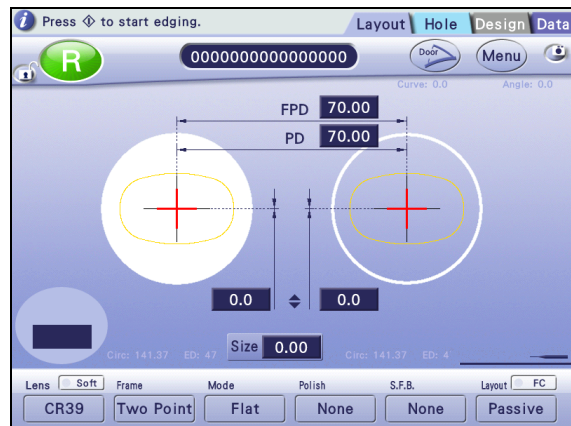 Press to start edging.
Layout Hole Design Data
R 0000000000000000 Door Menu
Curve: 0.0 Angle: 0.0
FPD 70.00
PD 70.00
0.0 0.0
Circ: 141.37 ED: 47 Size 0.00 Circ: 141.37 ED: 4
Lens Soft Frame Mode Polish S.F.B. Layout FC
CR39 Two Point Flat None None Passive